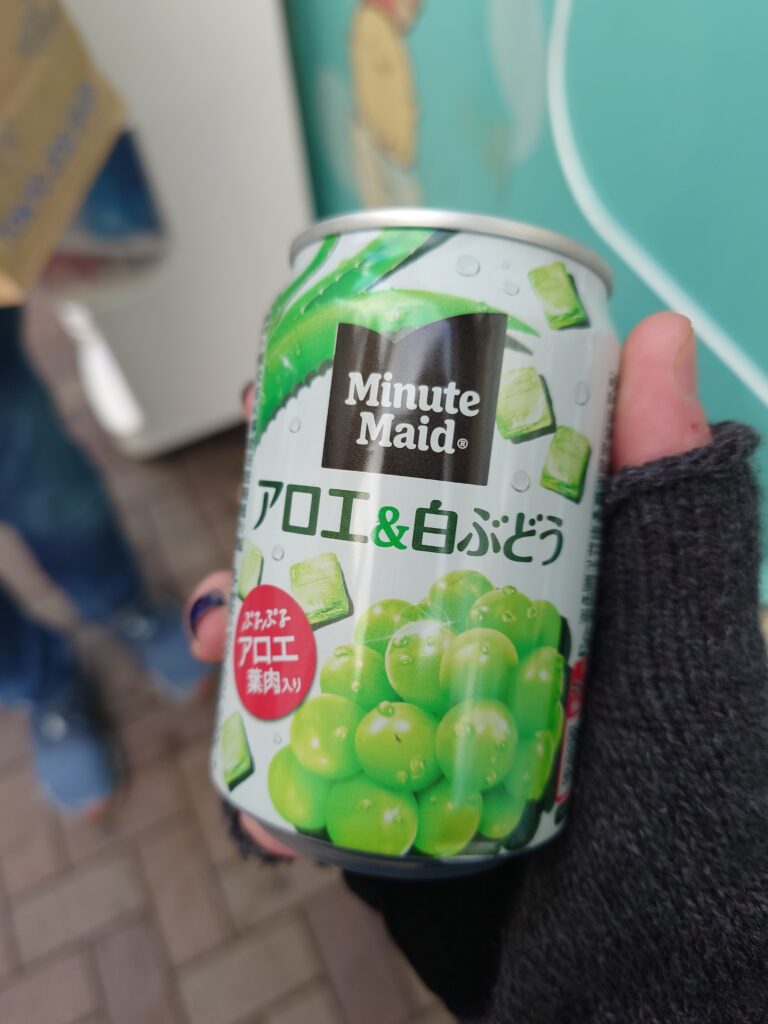 Minute
Maid®
アロエ&白ぶどう
ぷるぷる
アロエ
葉肉入り